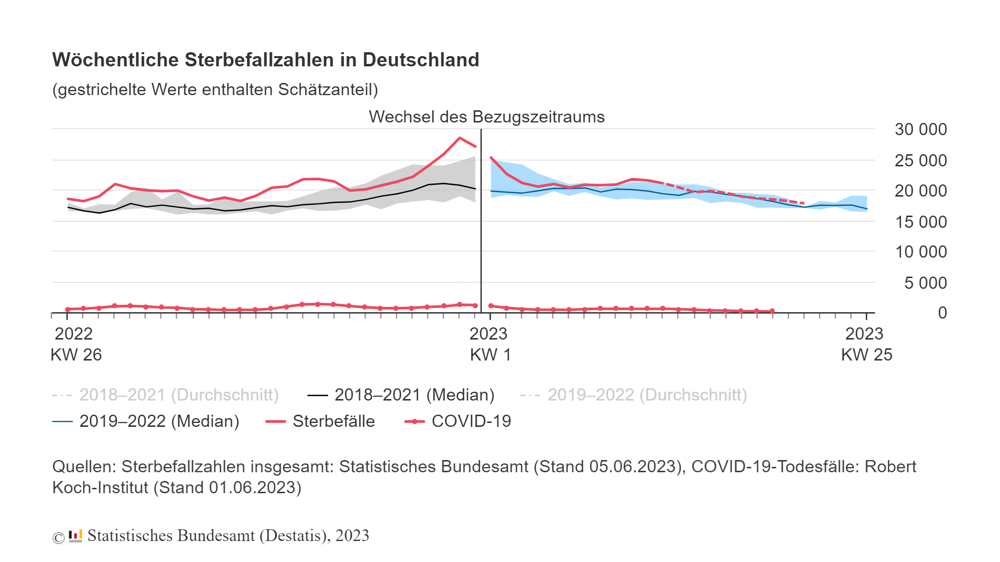 Wöchentliche Sterbefallzahlen in Deutschland
(gestrichelte Werte enthalten Schätzanteil)
Wechsel des Bezugszeitraums
30 000
25 000
20 000
15 000
10 000
5 000
0
2022 2023 2023
KW 26 KW 1 KW 25
2018–2021 (Durchschnitt) 2018–2021 (Median) 2019–2022 (Durchschnitt)
2019–2022 (Median) Sterbefälle COVID-19
Quellen: Sterbefallzahlen insgesamt: Statistisches Bundesamt (Stand 05.06.2023), COVID-19-Todesfälle: Robert
Koch-Institut (Stand 01.06.2023)
© Statistisches Bundesamt (Destatis), 2023